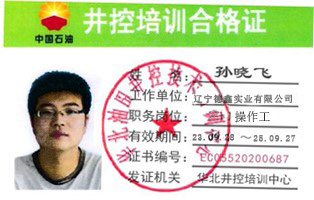 井控培训合格证
中国石油
姓 名: 孙晓飞
工作单位: 辽宁德鑫实业有限公司
职务岗位: 操作工
有效期间: 23.09.28 — 25.09.27
证书编号: EC05520200687
发证机关 华北井控培训中心